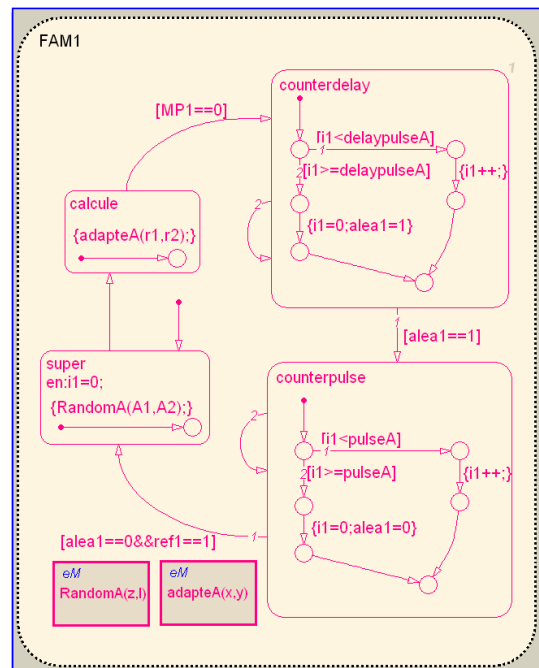 FAM1
1
counterdelay
[MP1==0]
[i1<delaypulseA]
1
2
[i1>=delaypulseA]
{i1++;}
calcule
{adapteA(r1,r2);}
2
{i1=0;alea1=1}
1
[alea1==1]
super
en:i1=0;
{RandomA(A1,A2);}
counterpulse
2
[i1<pulseA]
1
2
[i1>=pulseA]
{i1++;}
{i1=0;alea1=0}
1
[alea1==0&&ref1==1]
eM
RandomA(z,l)
eM
adapteA(x,y)